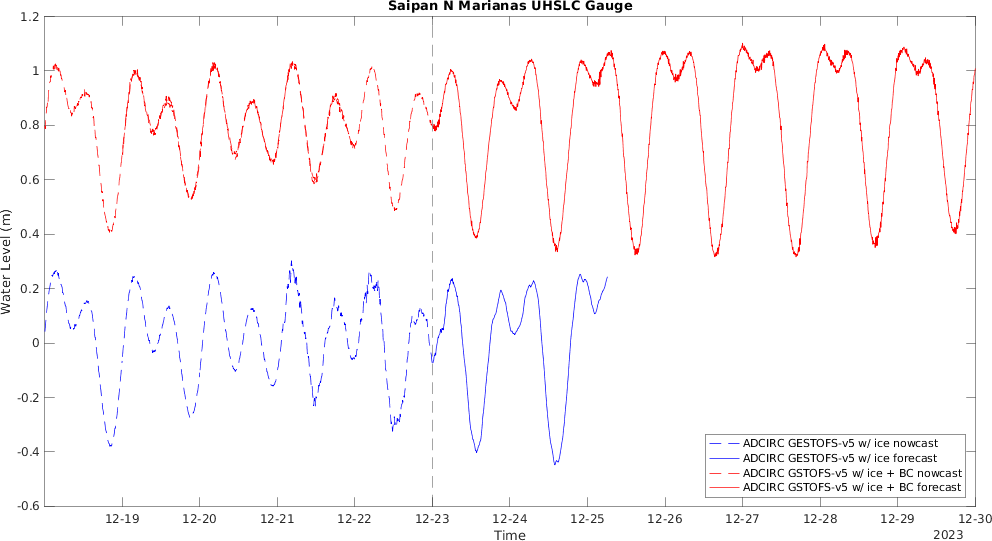 Saipan N Marianas UHSLC Gauge
1.2
1
0.8
0.6
0.4
0.2
0
-0.2
-0.4
-0.6
Water Level (m)
ADCIRC GESTOFS-v5 w/ ice nowcast
ADCIRC GESTOFS-v5 w/ ice forecast
ADCIRC GSTOFS-v5 w/ ice + BC nowcast
ADCIRC GSTOFS-v5 w/ ice + BC forecast
12-19 12-20 12-21 12-22 12-23 12-24 12-25 12-26 12-27 12-28 12-29 12-30
Time
2023